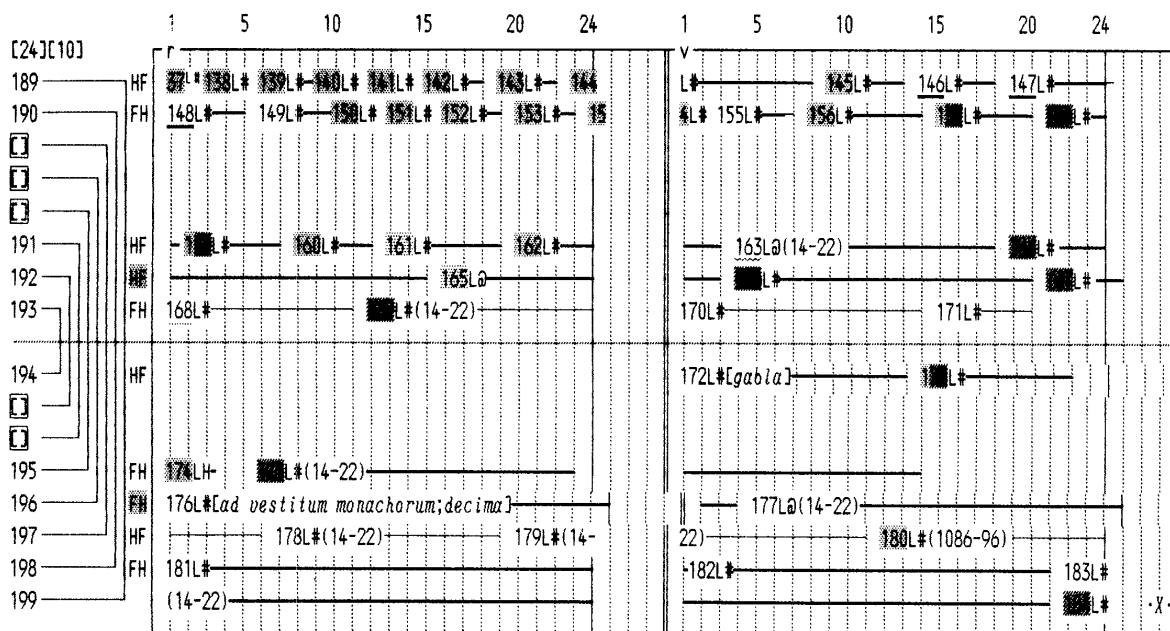 1 5 10 15 20 24 1 5 10 15 20 24
[24][10] r v
189 HF 37L# 138L# 139L# 140L# 141L# 142L# 143L# 144 L# 145L# 146L# 147L#
190 FH 148L# 149L# 150L# 151L# 152L# 153L# 15 4L# 155L# 156L# L# L#
[]
[]
[]
191 HF L# 160L# 161L# 162L# 163L@(14-22) L#
192 HF 165L@ L# L#
193 FH 168L# L#(14-22) 170L# 171L#
194 HF 172L#[gabla] L#
[]
[]
195 FH 174LH L#(14-22)
196 FH 176L#[ad vestitum monachorum;decima] 177L@(14-22)
197 HF 178L#(14-22) 179L#(14- 22) 180L#(1086-96)
198 FH 181L# 182L# 183L#
199 (14-22) L# ·X·